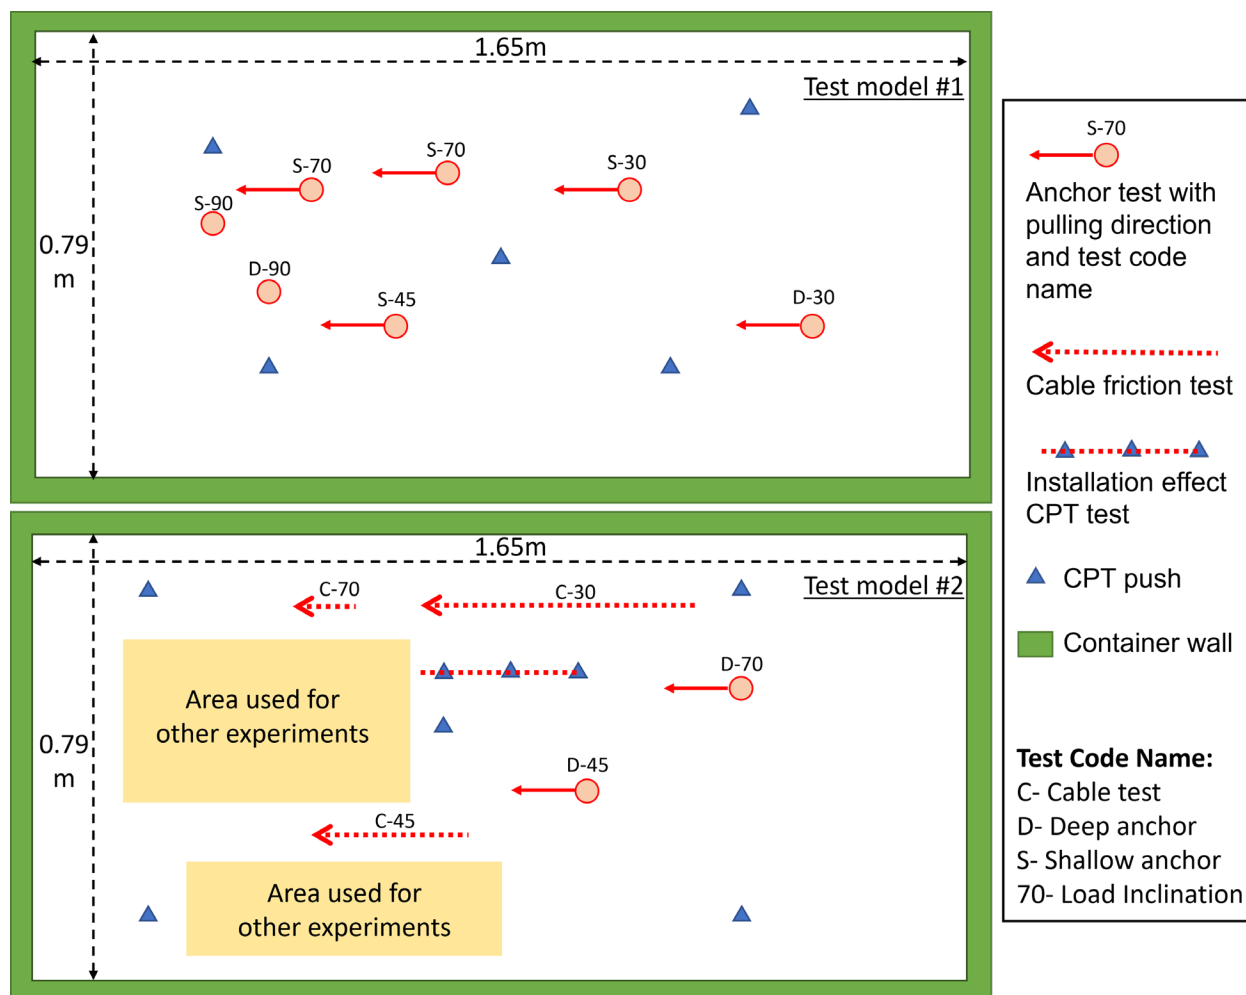 1.65m
Test model #1
S-70
S-70
S-30
S-90
0.79
m
D-90
S-45
D-30
1.65m
Test model #2
C-70
C-30
Area used for
other experiments
D-70
0.79
m
D-45
C-45
Area used for
other experiments
S-70
Anchor test with
pulling direction
and test code
name
Cable friction test
Installation effect
CPT test
CPT push
Container wall
Test Code Name:
C- Cable test
D- Deep anchor
S- Shallow anchor
70- Load Inclination